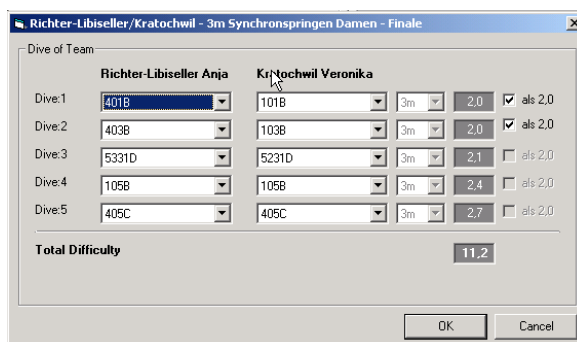 Richter-Libiseller/Kratochwil - 3m Synchronspringen Damen - Finale
Dive of Team
Richter-Libiseller Anja Kratochwil Veronika
Dive:1 401B 101B 3m 2,0 als 2,0
Dive:2 403B 103B 3m 2,0 als 2,0
Dive:3 5331D 5231D 3m 2,1 als 2,0
Dive:4 105B 105B 3m 2,4 als 2,0
Dive:5 405C 405C 3m 2,7 als 2,0
Total Difficulty 11,2
OK Cancel